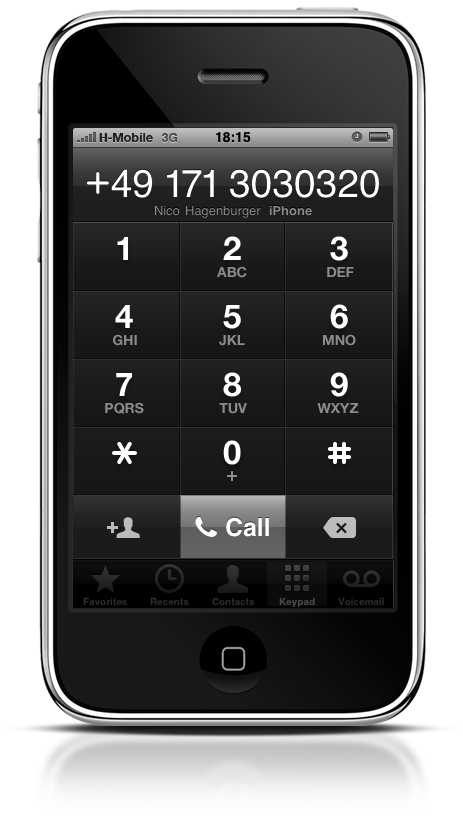 H-Mobile 3G 18:15
+49 171 3030320
Nico Hagenburger iPhone
1 2 3
ABC DEF
4 5 6
GHI JKL MNO
7 8 9
PQRS TUV WXYZ
* 0 #
+
+ Call
Favorites Recents Contacts Keypad Voicemail